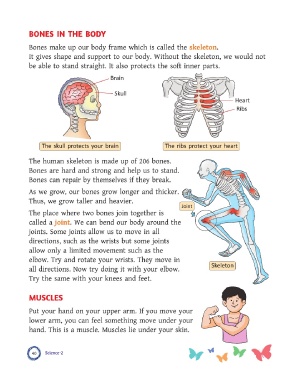 BONES IN THE BODY
Bones make up our body frame which is called the skeleton.
It gives shape and support to our body. Without the skeleton, we would not
be able to stand straight. It also protects the soft inner parts.
Brain
Skull
Heart
Ribs
The skull protects your brain
The ribs protect your heart
The human skeleton is made up of 206 bones.
Bones are hard and strong and help us to stand.
Bones can repair by themselves if they break.
As we grow, our bones grow longer and thicker.
Thus, we grow taller and heavier.
The place where two bones join together is
called a joint. We can bend our body around the
joints. Some joints allow us to move in all
directions, such as the wrists but some joints
allow only a limited movement such as the
elbow. Try and rotate your wrists. They move in
all directions. Now try doing it with your elbow.
Try the same with your knees and feet.
Joint
Skeleton
MUSCLES
Put your hand on your upper arm. If you move your
lower arm, you can feel something move under your
hand. This is a muscle. Muscles lie under your skin.
46
Science 2